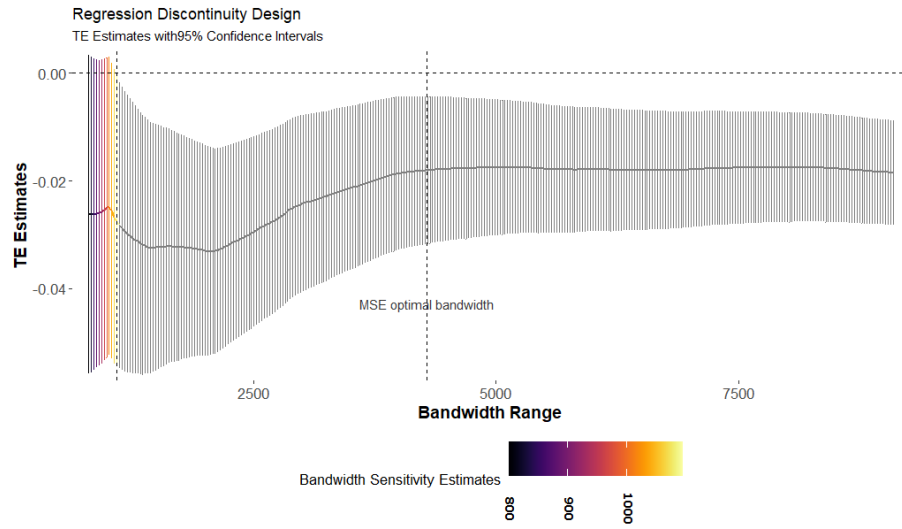 Regression Discontinuity Design
TE Estimates with95% Confidence Intervals
TE Estimates
0.00
-0.02
-0.04
MSE optimal bandwidth
2500 5000 7500
Bandwidth Range
Bandwidth Sensitivity Estimates
800 900 1000